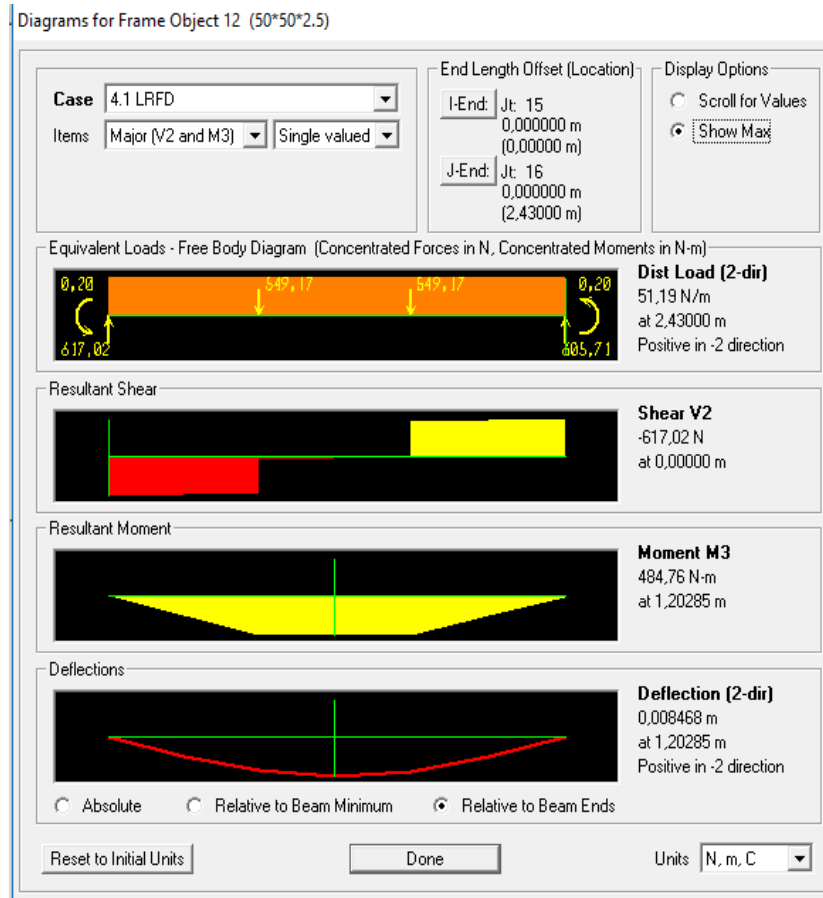 Diagrams for Frame Object 12 (50*50*2.5)
Case 4.1 LRFD
Items Major (V2 and M3) Single valued
End Length Offset (Location)
I-End: Jt: 15
0,000000 m
(0,00000 m)
J-End: Jt: 16
0,000000 m
(2,43000 m)
Display Options
Scroll for Values
Show Max
Equivalent Loads - Free Body Diagram (Concentrated Forces in N, Concentrated Moments in N-m)
0,20 549,17 549,17 0,20
617,02 605,71
Dist Load (2-dir)
51,19 N/m
at 2,43000 m
Positive in -2 direction
Resultant Shear
Shear V2
-617,02 N
at 0,00000 m
Resultant Moment
Moment M3
484,76 N-m
at 1,20285 m
Deflections
Deflection (2-dir)
0,008468 m
at 1,20285 m
Positive in -2 direction
Absolute Relative to Beam Minimum Relative to Beam Ends
Reset to Initial Units Done Units N, m, C